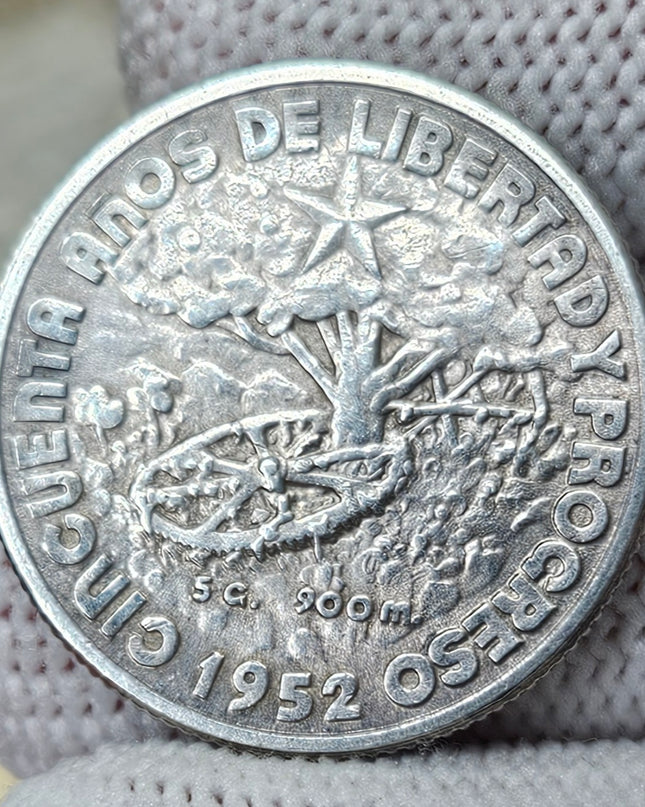 CINCUENTA AÑOS DE LIBERTAD Y PROGRESO
5 G. 900 m.
1952